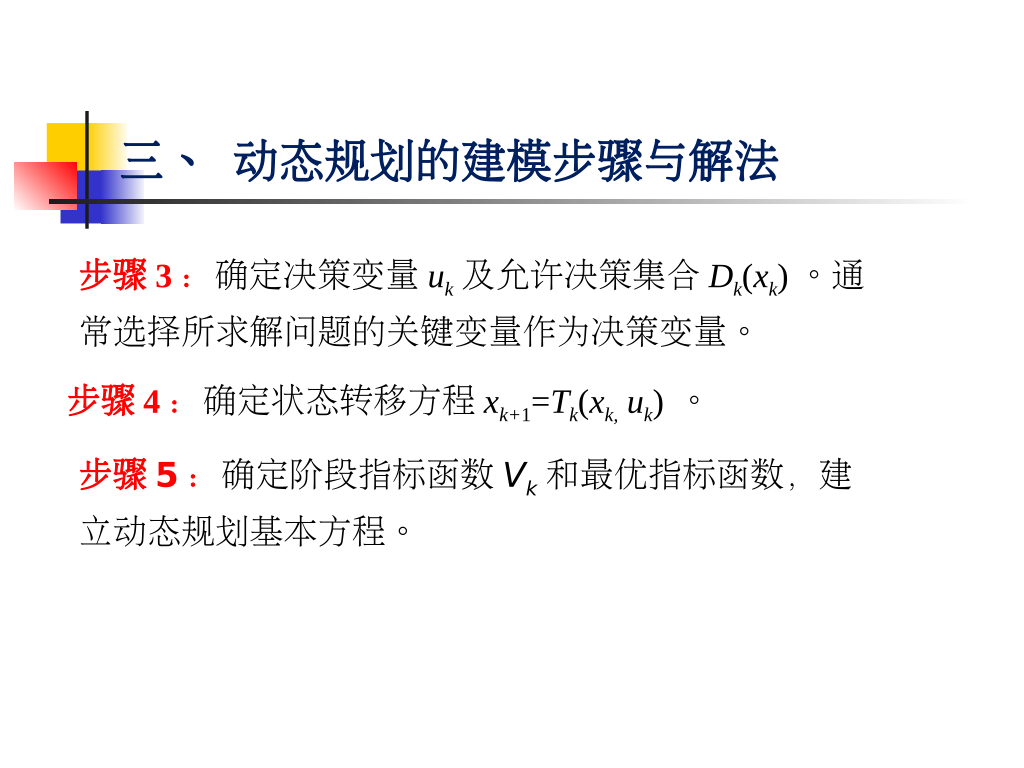 三、 动态规划的建模步骤与解法
步骤 3 ：确定决策变量 uk 及允许决策集合 Dk(xk) 。通
常选择所求解问题的关键变量作为决策变量。
步骤 4 ：确定状态转移方程 xk+1=Tk(xk, uk) 。
步骤 5 ：确定阶段指标函数 Vk 和最优指标函数，建
立动态规划基本方程。